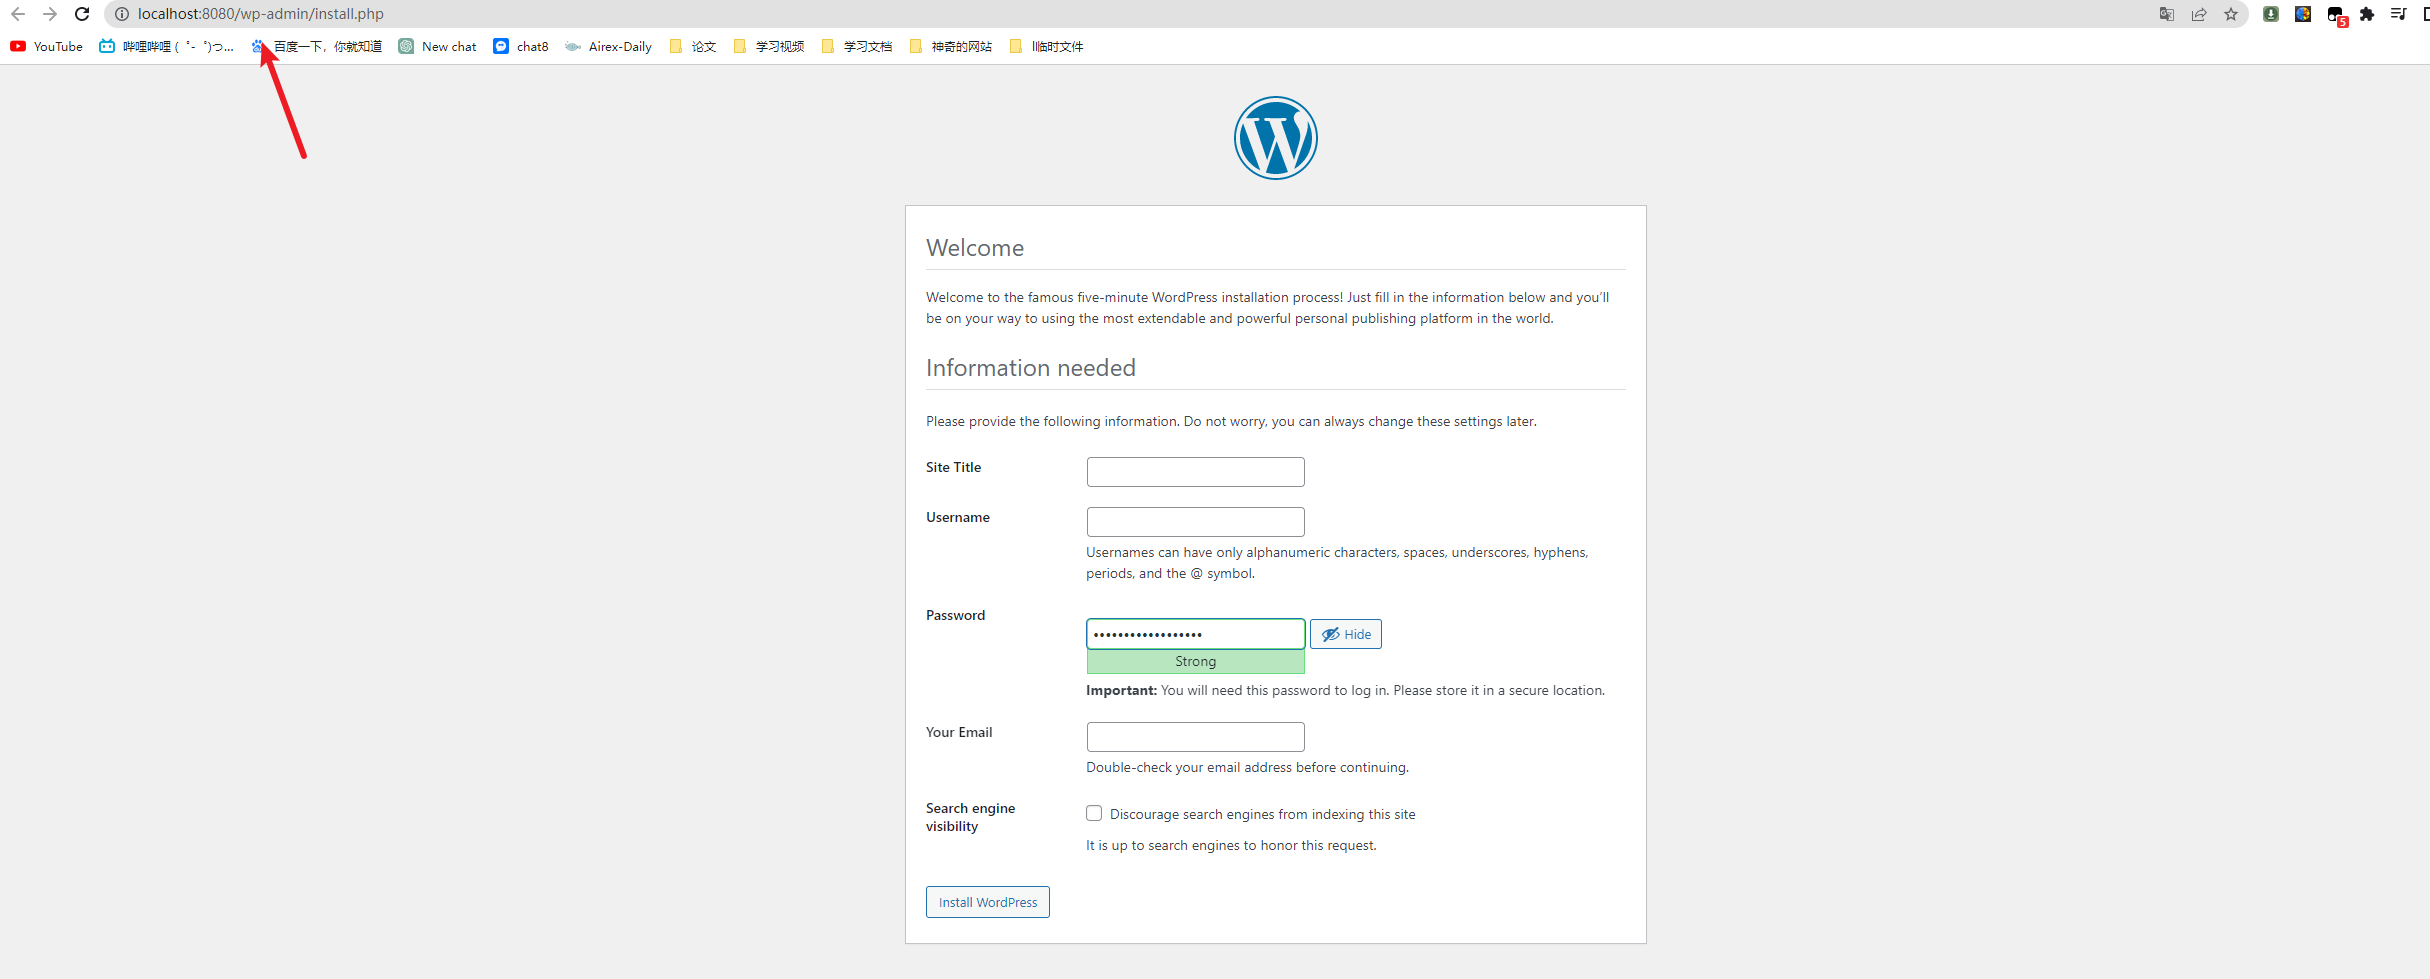 localhost:8080/wp-admin/install.php
5
YouTube 哔哩哔哩 ( ゜- ゜)つ... 百度一下，你就知道 New chat chat8 Airex-Daily 论文 学习视频 学习文档 神奇的网站 I临时文件
Welcome
Welcome to the famous five-minute WordPress installation process! Just fill in the information below and you’ll
be on your way to using the most extendable and powerful personal publishing platform in the world.
Information needed
Please provide the following information. Do not worry, you can always change these settings later.
Site Title
Username
Usernames can have only alphanumeric characters, spaces, underscores, hyphens,
periods, and the @ symbol.
Password
•••••••••••••••••• Hide
Strong
Important: You will need this password to log in. Please store it in a secure location.
Your Email
Double-check your email address before continuing.
Search engine
visibility
Discourage search engines from indexing this site
It is up to search engines to honor this request.
Install WordPress